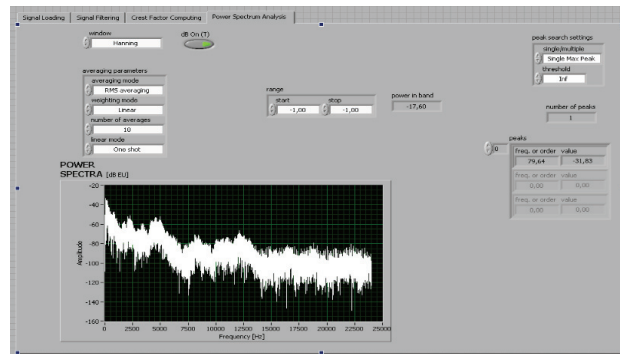 Signal Loading Signal Filtering Crest Factor Computing Power Spectrum Analysis
window
Hanning
dB On (T)
averaging parameters
averaging mode
RMS averaging
weighting mode
Linear
number of averages
10
linear mode
One shot
range
start stop
-1,00 -1,00
power in band
-17,60
peak search settings
single/multiple
Single Max Peak
threshold
Inf
number of peaks
1
peaks
0
freq. or order value
79,64 -31,83
freq. or order value
0,00 0,00
freq. or order value
0,00 0,00
POWER
SPECTRA [dB EU]
Amplitude
-20
-40
-60
-80
-100
-120
-140
-160
0 2500 5000 7500 10000 12500 15000 17500 20000 22500 25000
Frequency [Hz]